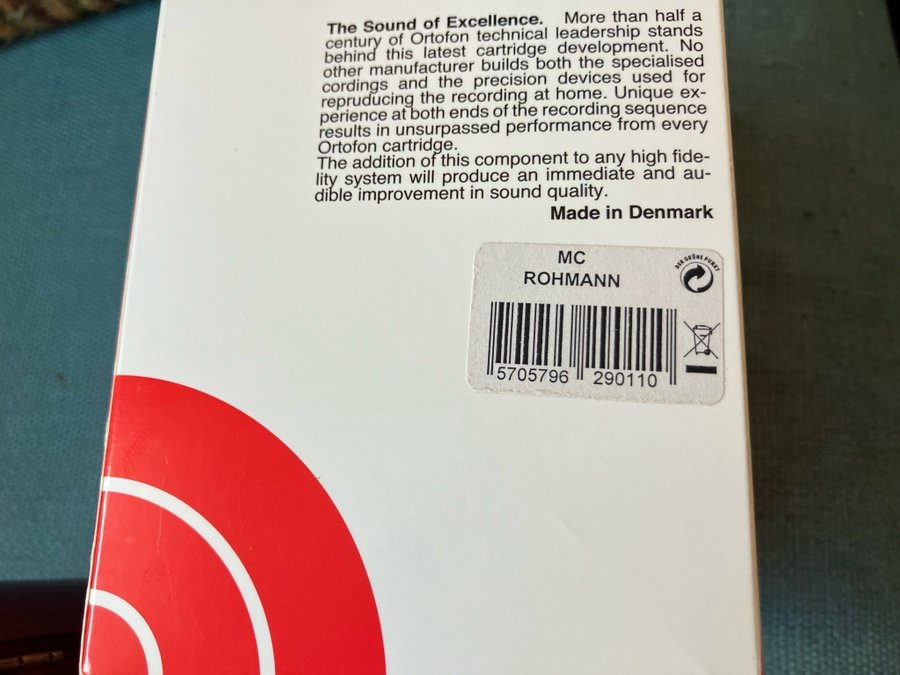 The Sound of Excellence. More than half a
century of Ortofon technical leadership stands
behind this latest cartridge development. No
other manufacturer builds both the specialised
cordings and the precision devices used for
repruducing the recording at home. Unique ex-
perience at both ends of the recording sequence
results in unsurpassed performance from every
Ortofon cartridge.
The addition of this component to any high fide-
lity system will produce an immediate and au-
dible improvement in sound quality.
Made in Denmark
MC
ROHMANN
DER GRÜNE PUNKT
5705796 290110